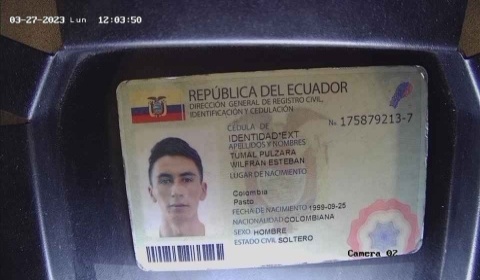 03-27-2023 Lun 12:03:50
REPÚBLICA DEL ECUADOR
DIRECCIÓN GENERAL DE REGISTRO CIVIL,
IDENTIFICACIÓN Y CEDULACIÓN
CÉDULA DE
IDENTIDAD*EXT
No 175879213-7
APELLIDOS Y NOMBRES
TUMAL PULZARA
WILFRAN ESTEBAN
LUGAR DE NACIMIENTO
Colombia
Pasto
FECHA DE NACIMIENTO 1999-09-25
NACIONALIDAD COLOMBIANA
SEXO HOMBRE
ESTADO CIVIL SOLTERO
Camera 02